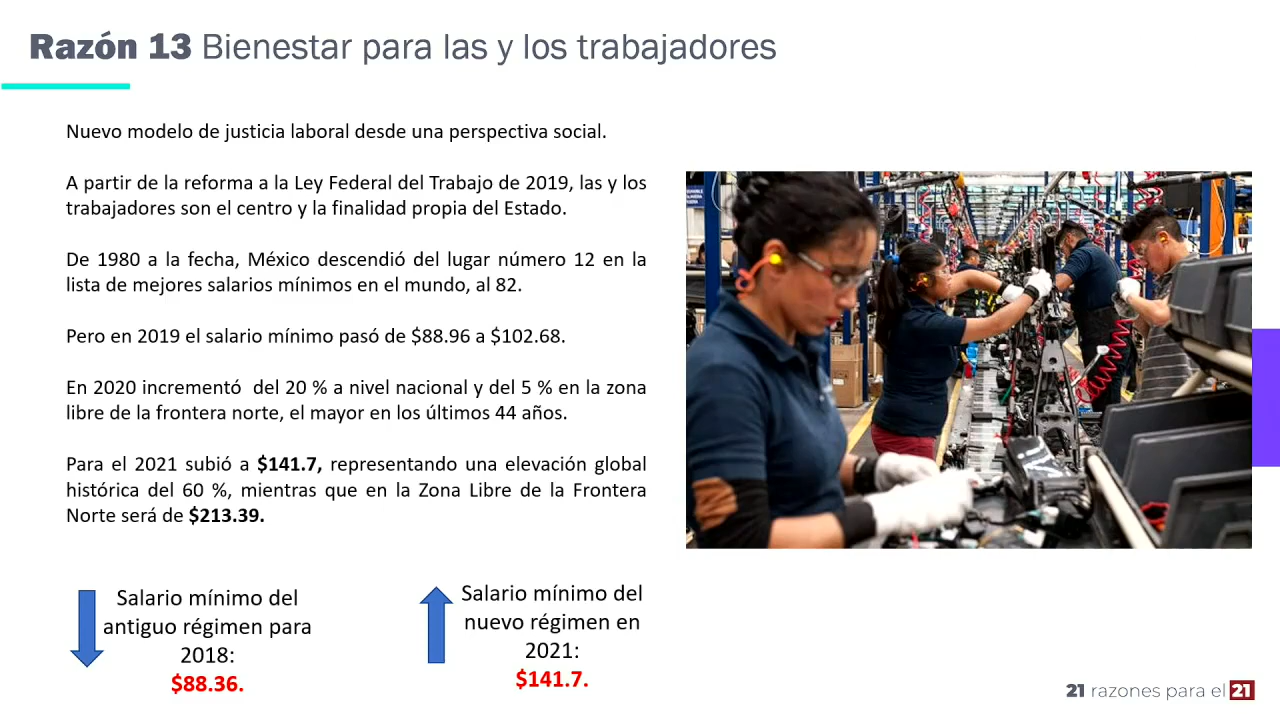 Razón 13 Bienestar para las y los trabajadores
Nuevo modelo de justicia laboral desde una perspectiva social.
A partir de la reforma a la Ley Federal del Trabajo de 2019, las y los
trabajadores son el centro y la finalidad propia del Estado.
De 1980 a la fecha, México descendió del lugar número 12 en la
lista de mejores salarios mínimos en el mundo, al 82.
Pero en 2019 el salario mínimo pasó de $88.96 a $102.68.
En 2020 incrementó  del 20 % a nivel nacional y del 5 % en la zona
libre de la frontera norte, el mayor en los últimos 44 años.
Para el 2021 subió a $141.7, representando una elevación global
histórica del 60 %, mientras que en la Zona Libre de la Frontera
Norte será de $213.39.
Salario mínimo del
antiguo régimen para
2018:
$88.36.
Salario mínimo del
nuevo régimen en
2021:
$141.7.
21 razones para el 21